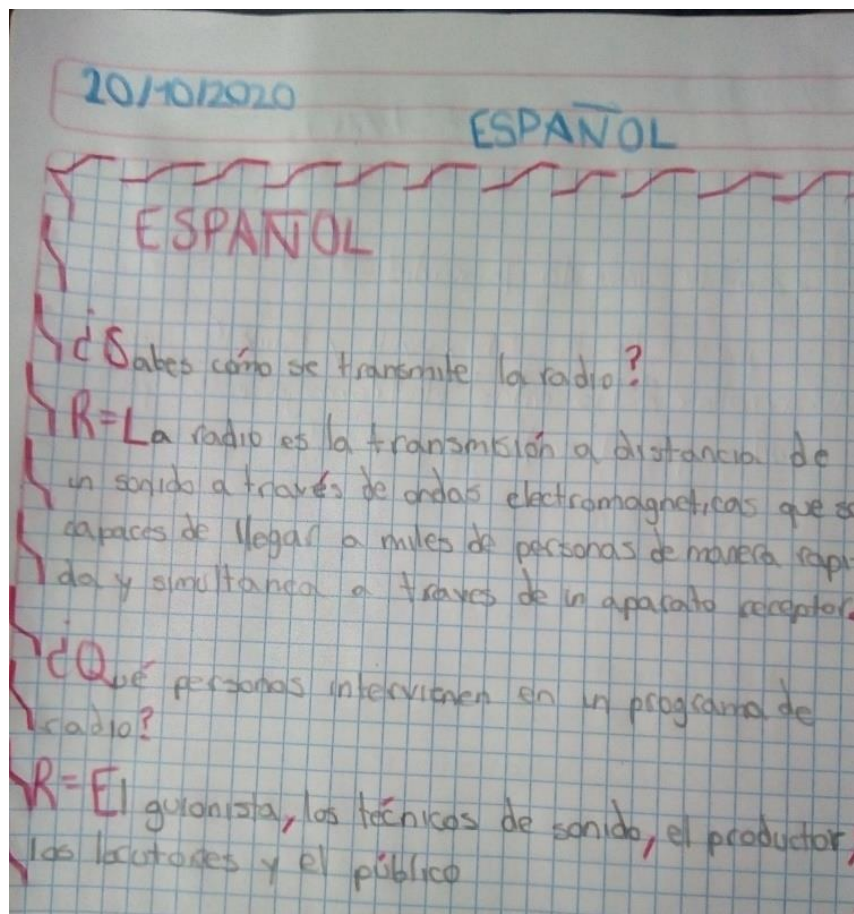 20/10/2020
ESPAÑOL
ESPAÑOL
¿Sabes cómo se transmite la radio?
R=La radio es la transmisión a distancia de
un sonido a través de ondas electromagneticas que so
capaces de llegar a miles de personas de manera rapi-
da y simultanea a traves de un aparato receptor.
¿Qué personas intervienen en un programa de
radio?
R=El guionista, los técnicos de sonido, el productor,
los locutores y el público